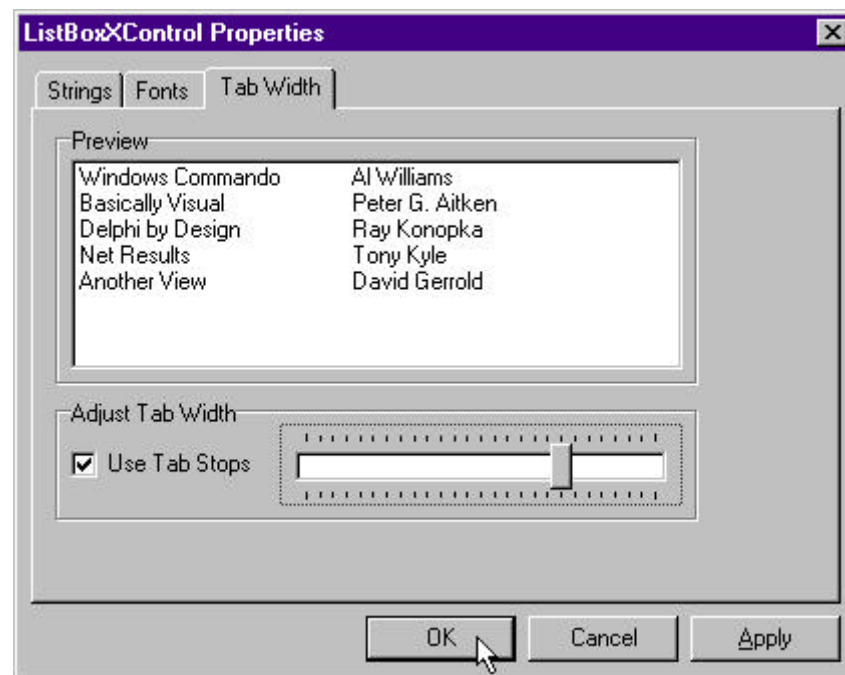 ListBoxXControl Properties
Strings Fonts Tab Width
Preview
Windows Commando Al Williams
Basically Visual Peter G. Aitken
Delphi by Design Ray Konopka
Net Results Tony Kyle
Another View David Gerrold
Adjust Tab Width
Use Tab Stops
OK Cancel Apply